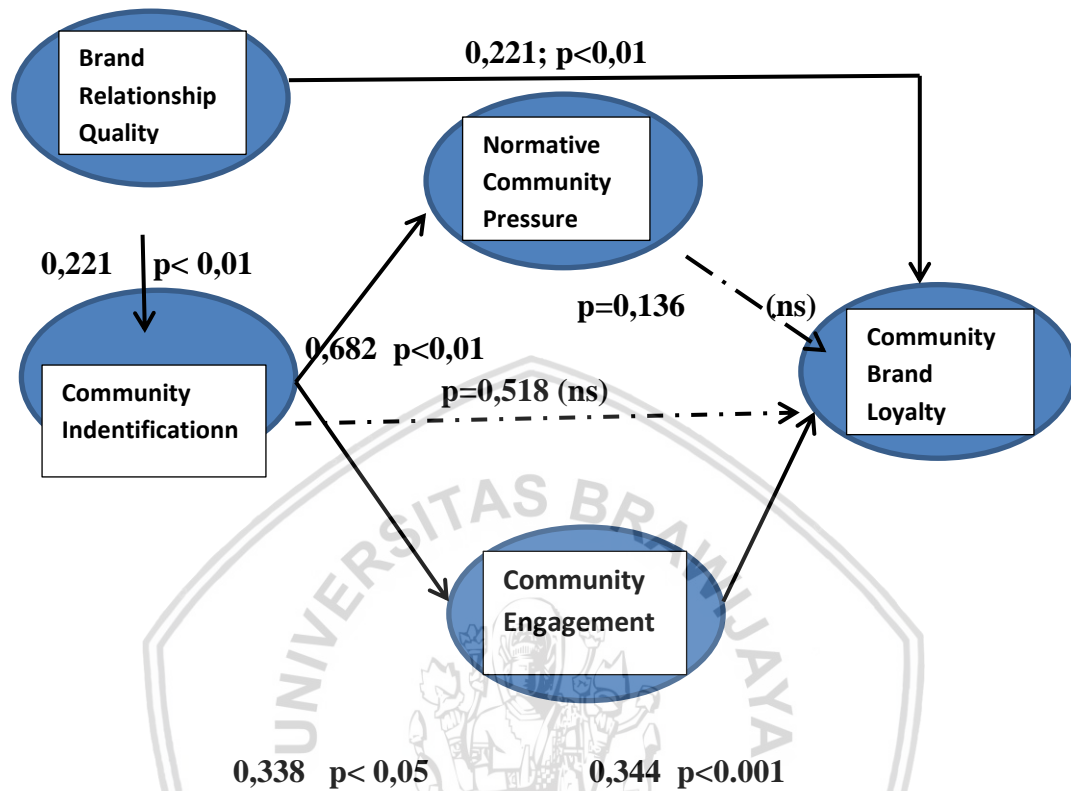 Brand
Relationship
Quality
0,221; p<0,01
Normative
Community
Pressure
0,221 p< 0,01
p=0,136 (ns)
0,682 p<0,01
p=0,518 (ns)
Community
Indentificationn
Community
Brand
Loyalty
UNIVERSITAS BRAWIJAYA
Community
Engagement
0,338 p< 0,05
0,344 p<0.001